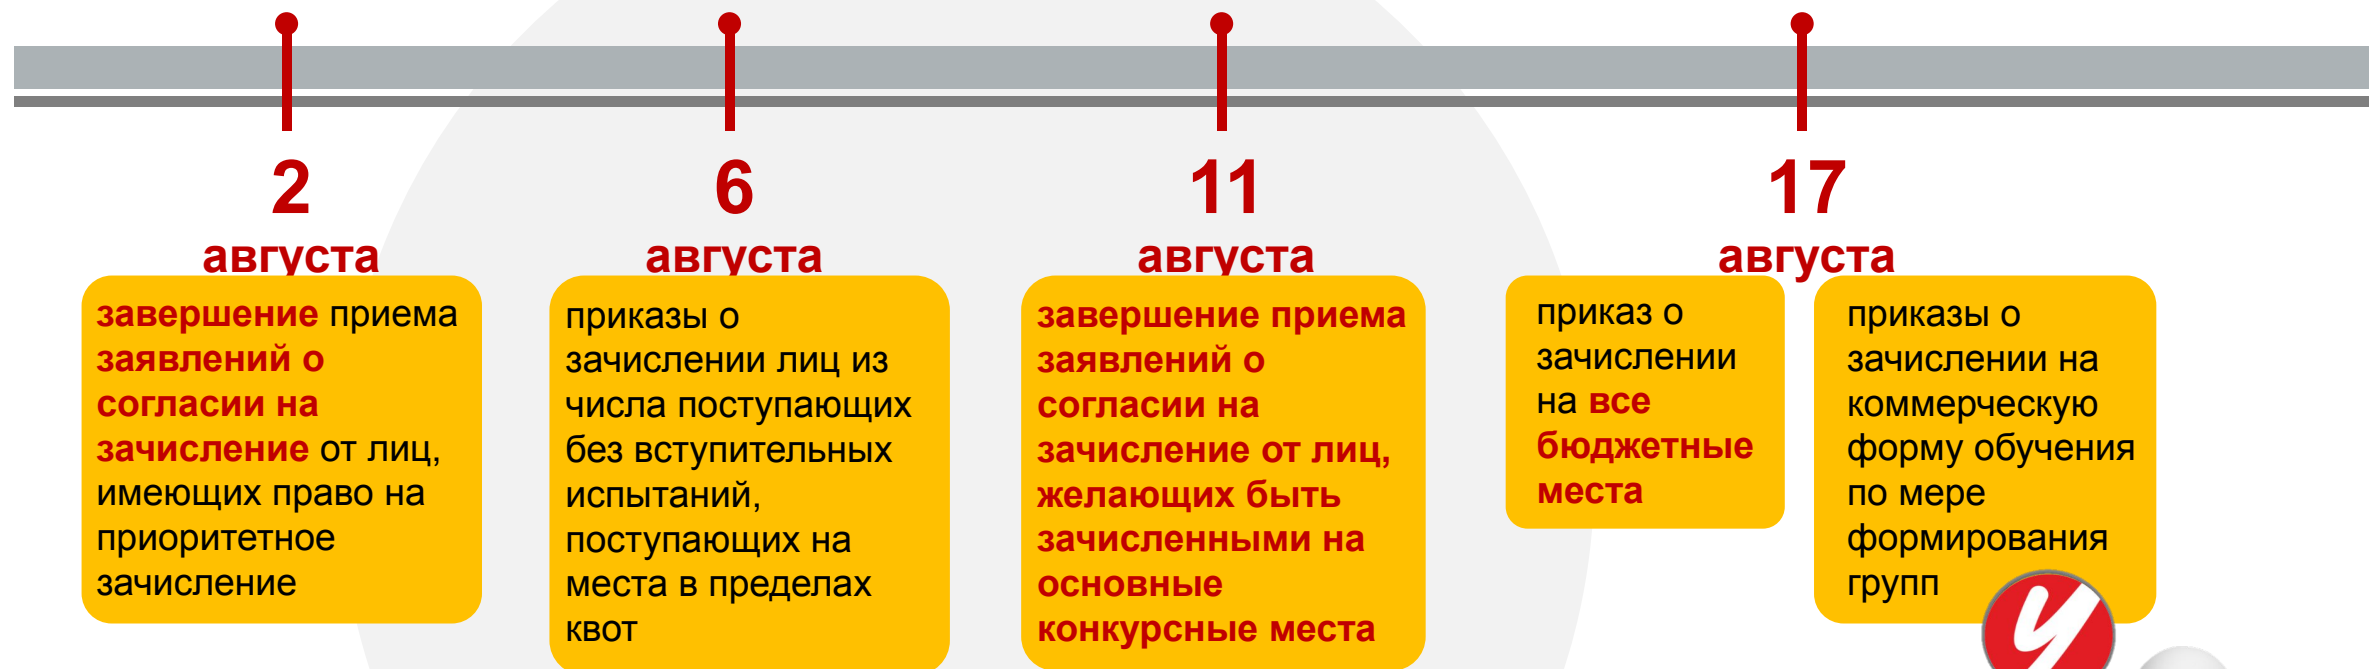 2
августа
завершение приема
заявлений о
согласии на
зачисление от лиц,
имеющих право на
приоритетное
зачисление
6
августа
приказы о
зачислении лиц из
числа поступающих
без вступительных
испытаний,
поступающих на
места в пределах
квот
11
августа
завершение приема
заявлений о
согласии на
зачисление от лиц,
желающих быть
зачисленными на
основные
конкурсные места
17
августа
приказ о
зачислении
на все
бюджетные
места
приказы о
зачислении на
коммерческую
форму обучения
по мере
формирования
групп
У